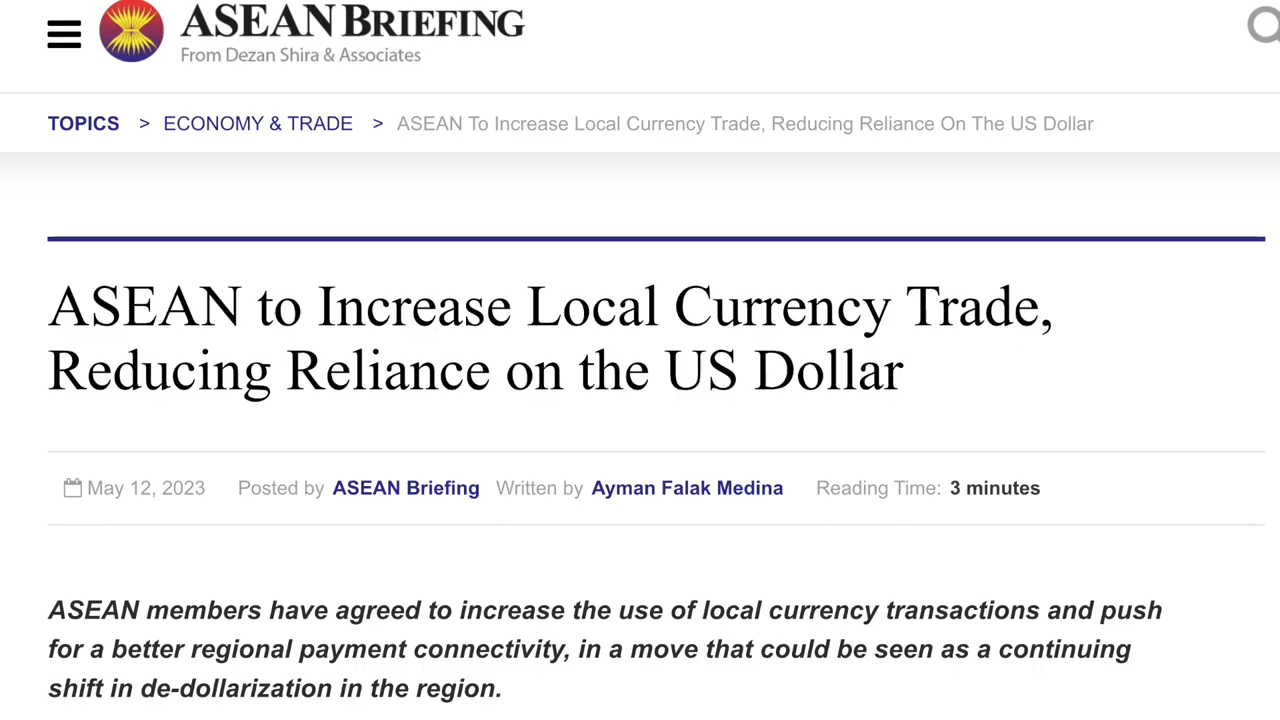 ASEAN BRIEFING
From Dezan Shira & Associates
TOPICS > ECONOMY & TRADE > ASEAN To Increase Local Currency Trade, Reducing Reliance On The US Dollar
ASEAN to Increase Local Currency Trade,
Reducing Reliance on the US Dollar
May 12, 2023 Posted by ASEAN Briefing Written by Ayman Falak Medina Reading Time: 3 minutes
ASEAN members have agreed to increase the use of local currency transactions and push
for a better regional payment connectivity, in a move that could be seen as a continuing
shift in de-dollarization in the region.